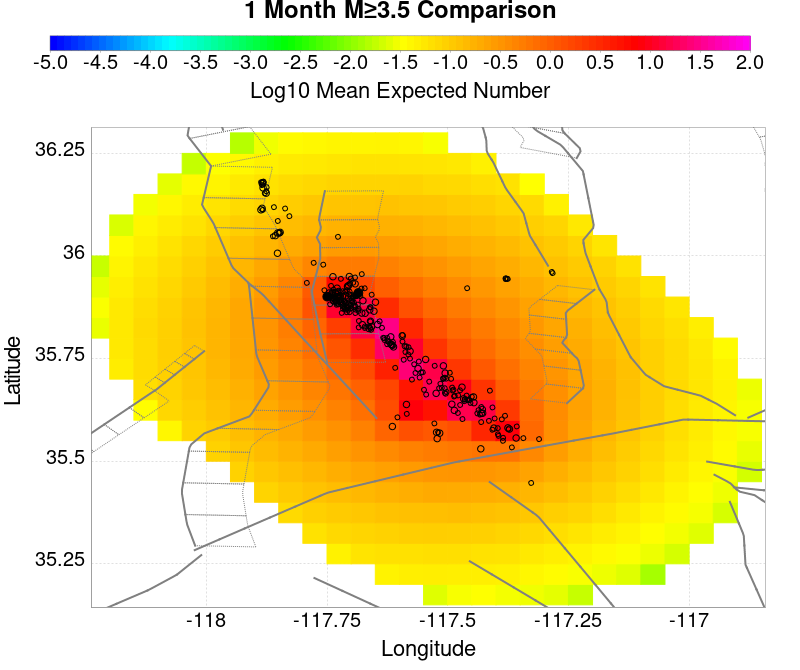 1 Month M≥3.5 Comparison
-5.0 -4.5 -4.0 -3.5 -3.0 -2.5 -2.0 -1.5 -1.0 -0.5 0.0 0.5 1.0 1.5 2.0
Log10 Mean Expected Number
36.25
36
35.75
35.5
35.25
Latitude
-118 -117.75 -117.5 -117.25 -117
Longitude